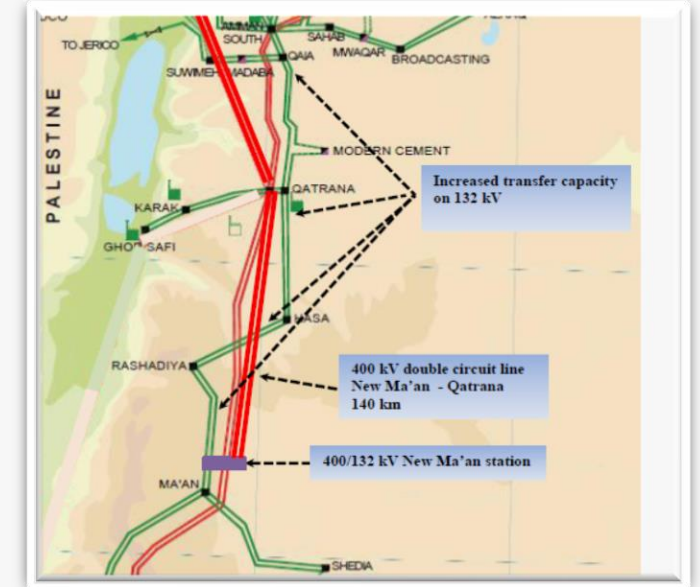 AMMAN
SOUTH
SAHAB
TO JERICO
QAIA
MWAQAR
BROADCASTING
SUWIMEH
MADABA
PALESTINE
MODERN CEMENT
Increased transfer capacity
on 132 kV
QATRANA
KARAK
GHOR SAFI
HASA
RASHADIYA
400 kV double circuit line
New Ma'an - Qatrana
140 km
400/132 kV New Ma'an station
MA'AN
SHEDIA